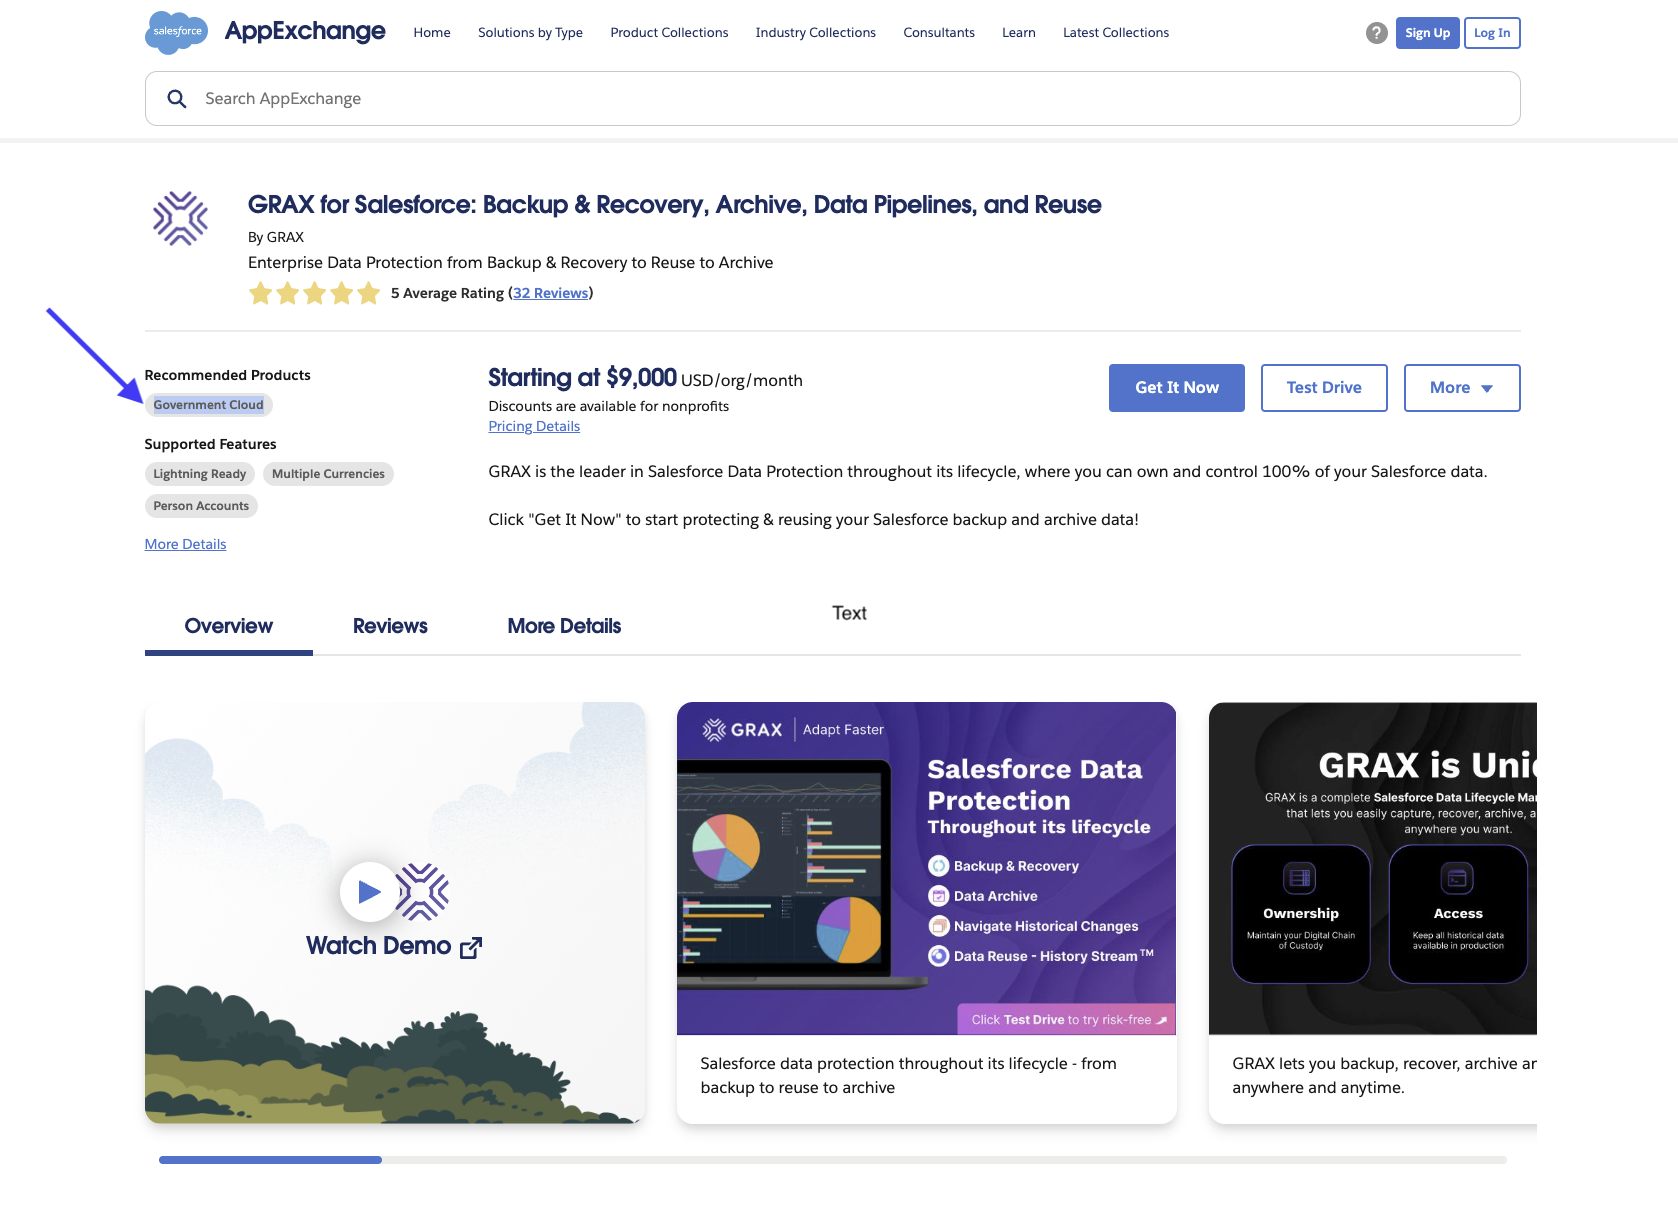 salesforce
AppExchange
Home
Solutions by Type
Product Collections
Industry Collections
Consultants
Learn
Latest Collections
?
Sign Up
Log In
Search AppExchange
GRAX for Salesforce: Backup & Recovery, Archive, Data Pipelines, and Reuse
By GRAX
Enterprise Data Protection from Backup & Recovery to Reuse to Archive
5 Average Rating (32 Reviews)
Recommended Products
Government Cloud
Supported Features
Lightning Ready
Multiple Currencies
Person Accounts
More Details
Starting at $9,000 USD/org/month
Discounts are available for nonprofits
Pricing Details
Get It Now
Test Drive
More
GRAX is the leader in Salesforce Data Protection throughout its lifecycle, where you can own and control 100% of your Salesforce data.
Click "Get It Now" to start protecting & reusing your Salesforce backup and archive data!
Text
Overview
Reviews
More Details
Watch Demo
GRAX | Adapt Faster
Salesforce Data
Protection
Throughout its lifecycle
Backup & Recovery
Data Archive
Navigate Historical Changes
Data Reuse - History Stream™
Click Test Drive to try risk-free
Salesforce data protection throughout its lifecycle - from
backup to reuse to archive
GRAX is Uni
GRAX is a complete Salesforce Data Lifecycle Ma
that lets you easily capture, recover, archive, a
anywhere you want.
Ownership
Maintain your Digital Chain
of Custody
Access
Keep all historical data
available in production
GRAX lets you backup, recover, archive ar
anywhere and anytime.